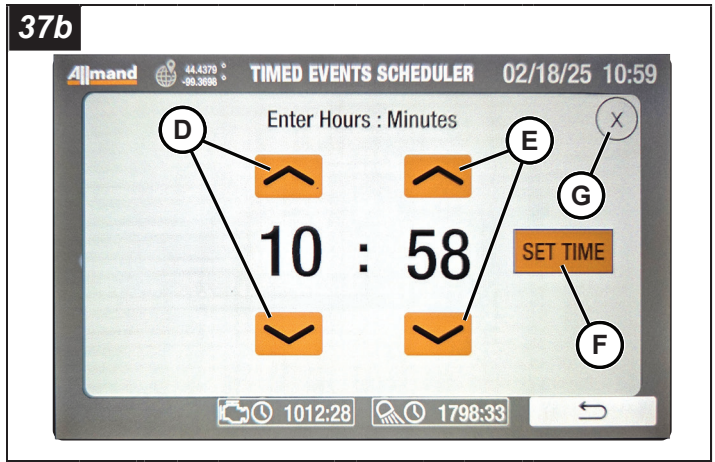 37b
Allmand 44.4379 ° -99.3698 ° TIMED EVENTS SCHEDULER 02/18/25 10:59
Enter Hours : Minutes X
D
E
G
10 : 58 SET TIME
F
1012:28 1798:33